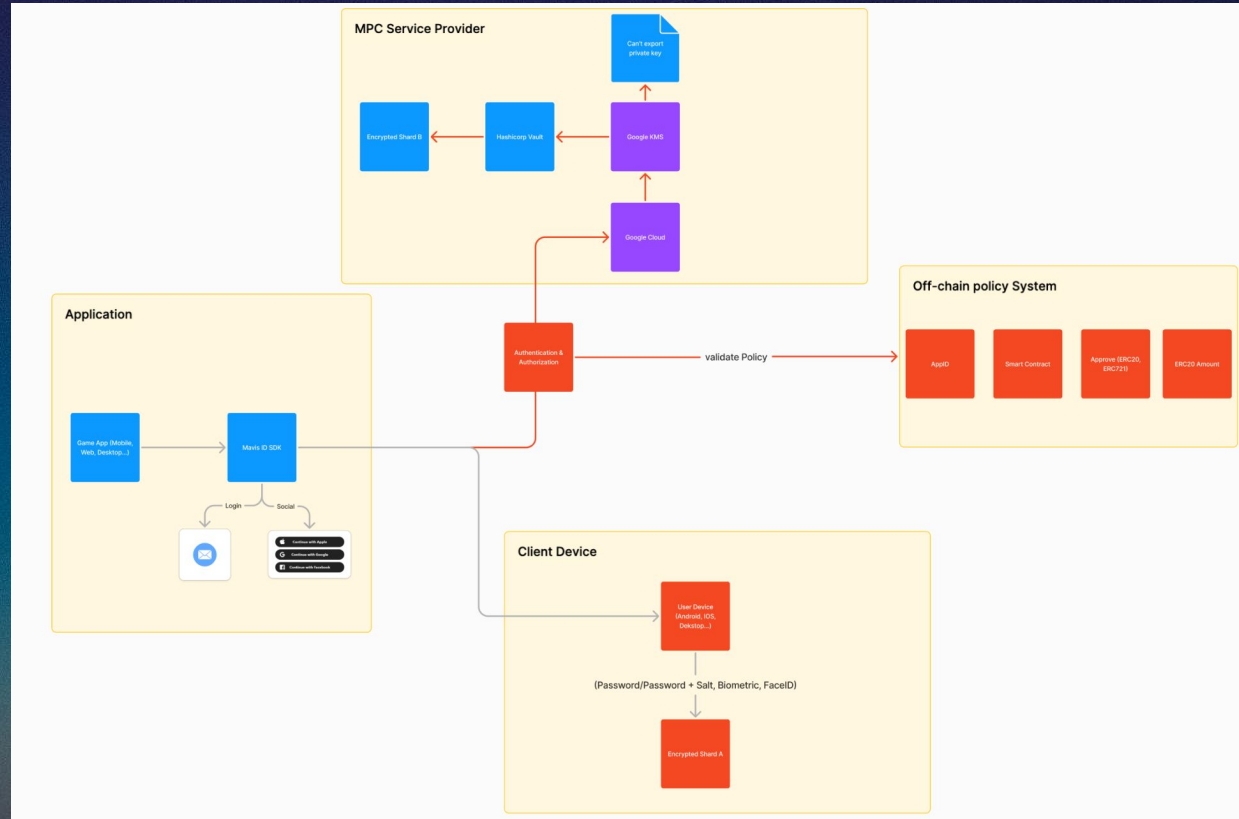 MPC Service Provider
Can't export
private key
Encrypted Shard B
Hashicorp Vault
Google KMS
Google Cloud
Off-chain policy System
AppID
Smart Contract
Approve (ERC20,
ERC721)
ERC20 Amount
Application
Authentication &
Authorization
validate Policy
Game App (Mobile,
Web, Desktop...)
Mavis ID SDK
Login
Social
Continue with Apple
Continue with Google
Continue with Facebook
Client Device
User Device
(Android, iOS,
Dekstop...)
(Password/Password + Salt, Biometric, FaceID)
Encrypted Shard A